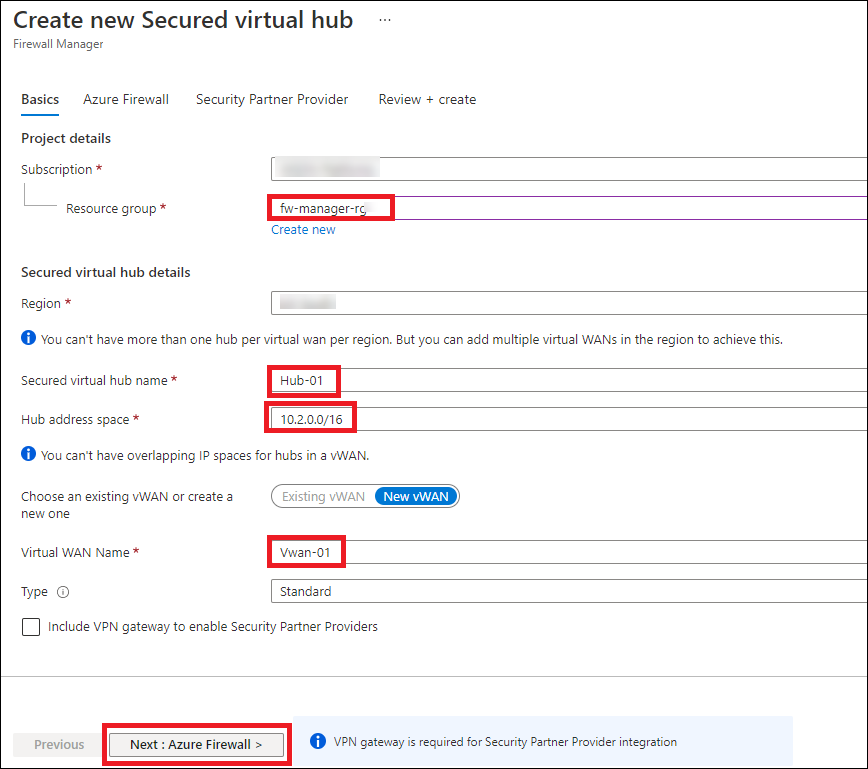 Create new Secured virtual hub ...
Firewall Manager
Basics Azure Firewall Security Partner Provider Review + create
Project details
Subscription *
Resource group * fw-manager-rg
Create new
Secured virtual hub details
Region *
You can't have more than one hub per virtual wan per region. But you can add multiple virtual WANs in the region to achieve this.
Secured virtual hub name * Hub-01
Hub address space * 10.2.0.0/16
You can't have overlapping IP spaces for hubs in a vWAN.
Choose an existing vWAN or create a Existing vWAN New vWAN
new one
Virtual WAN Name * Vwan-01
Type Standard
Include VPN gateway to enable Security Partner Providers
Previous Next : Azure Firewall > VPN gateway is required for Security Partner Provider integration